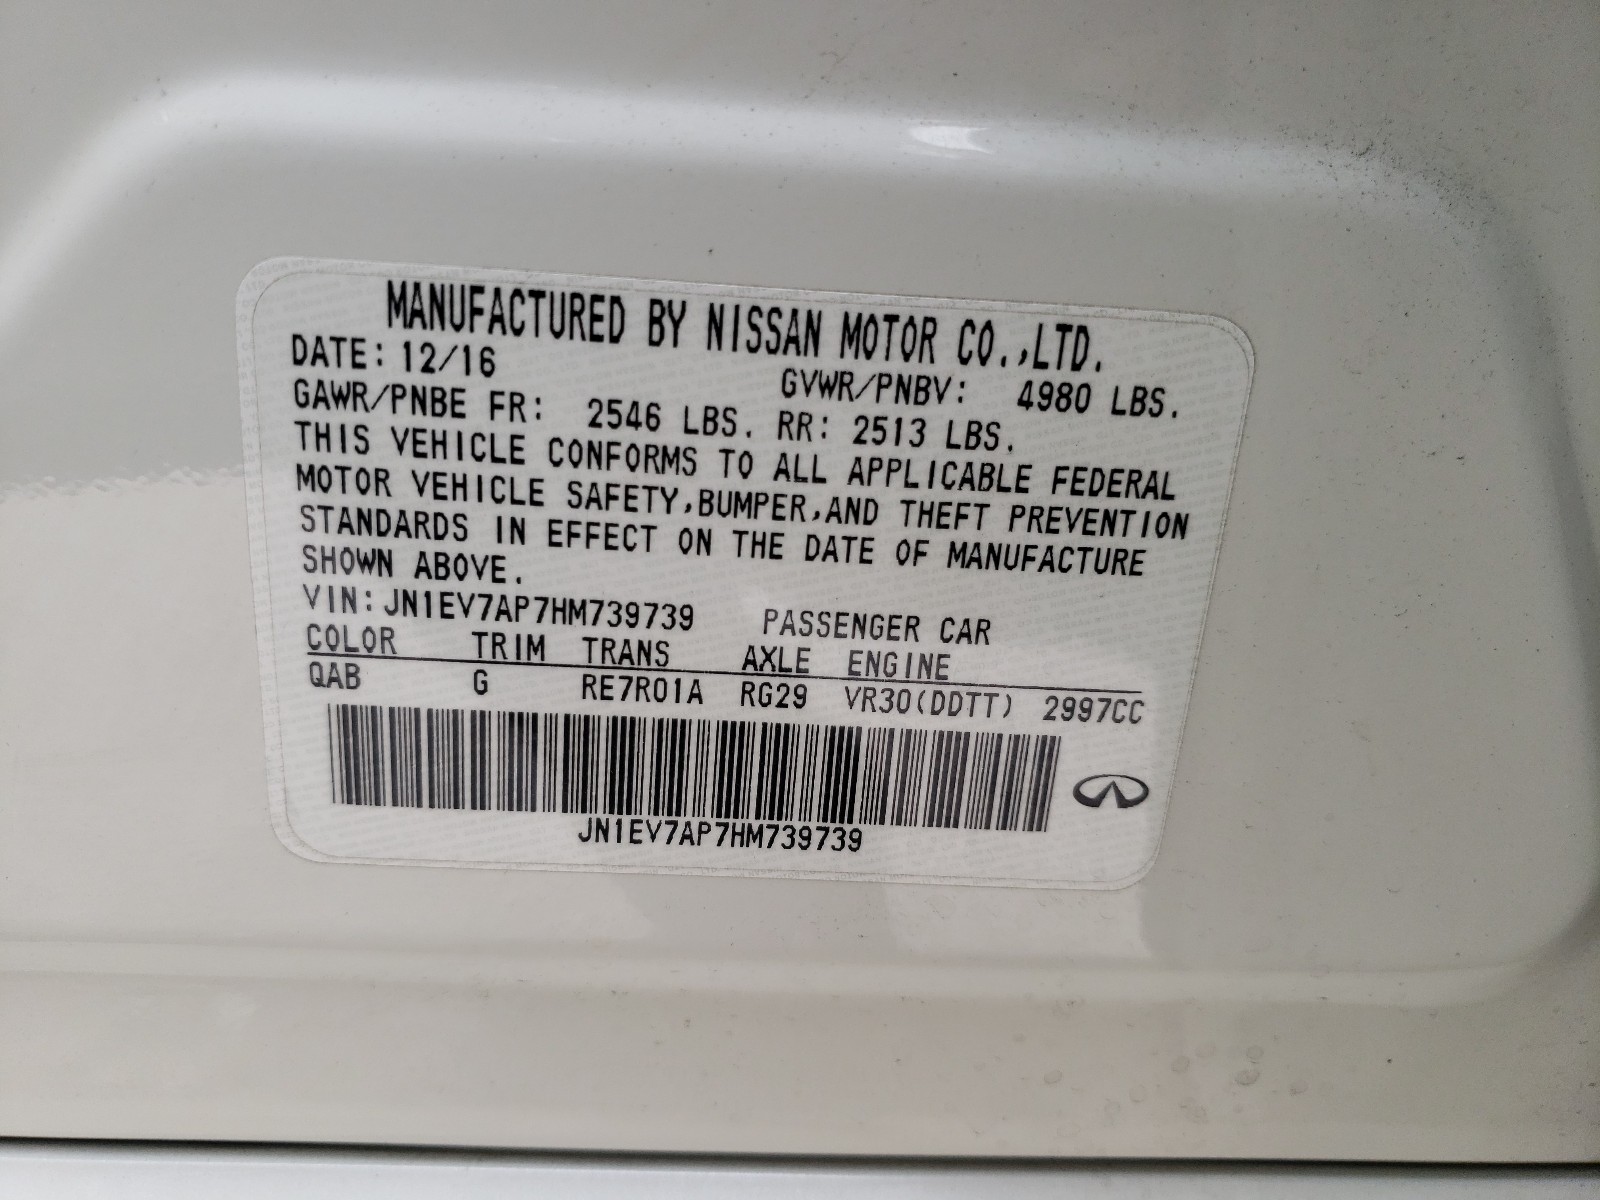 MANUFACTURED BY NISSAN MOTOR CO.,LTD.
DATE: 12/16 GVWR/PNBV: 4980 LBS.
GAWR/PNBE FR: 2546 LBS. RR: 2513 LBS.
THIS VEHICLE CONFORMS TO ALL APPLICABLE FEDERAL
MOTOR VEHICLE SAFETY,BUMPER,AND THEFT PREVENTION
STANDARDS IN EFFECT ON THE DATE OF MANUFACTURE
SHOWN ABOVE.
VIN: JN1EV7AP7HM739739 PASSENGER CAR
COLOR TRIM TRANS AXLE ENGINE
QAB G RE7R01A RG29 VR30(DDTT) 2997CC
JN1EV7AP7HM739739